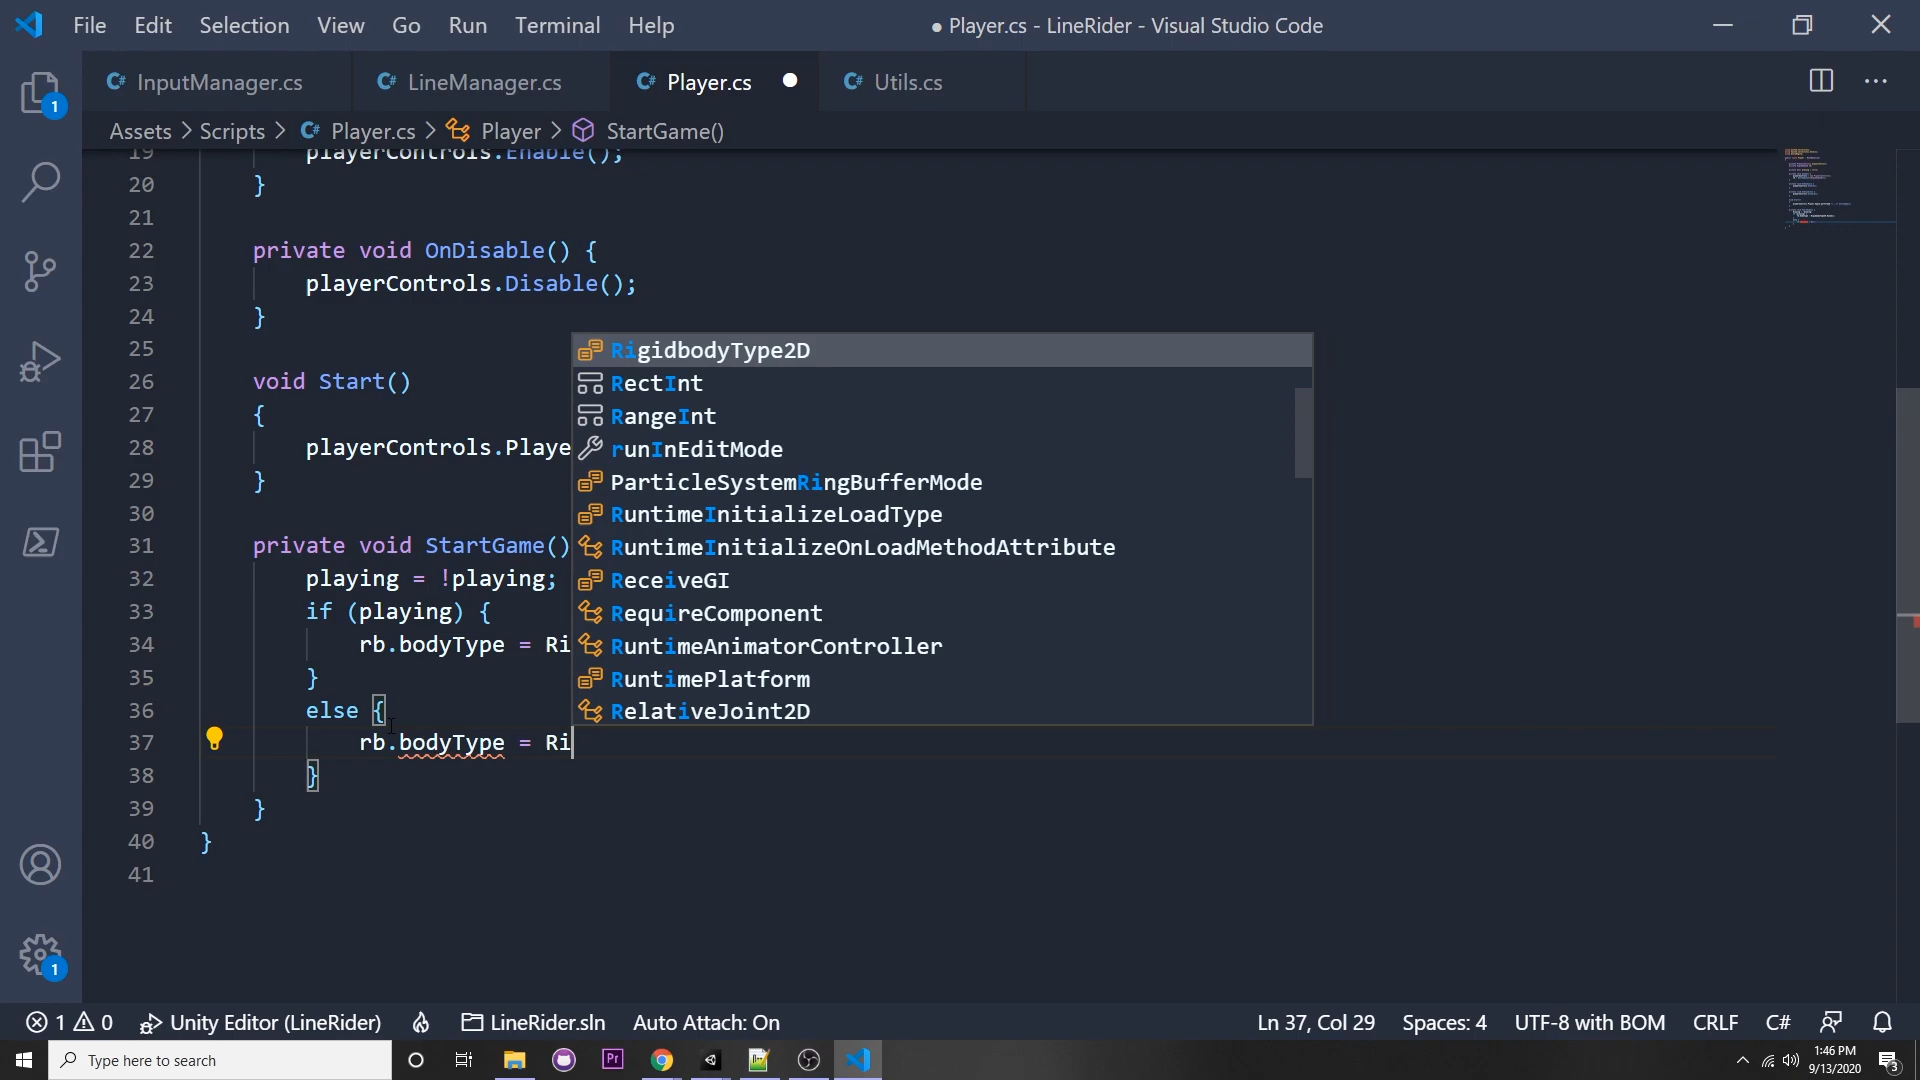 File Edit Selection View Go Run Terminal Help
● Player.cs - LineRider - Visual Studio Code
C# InputManager.cs
C# LineManager.cs
C# Player.cs
C# Utils.cs
Assets > Scripts > C# Player.cs > Player > StartGame()
19 playerControls.Enable();
20 }
21
22 private void OnDisable() {
23 playerControls.Disable();
24 }
25
26 void Start()
27 {
28 playerControls.Playe
29 }
30
31 private void StartGame()
32 playing = !playing;
33 if (playing) {
34 rb.bodyType = Ri
35 }
36 else {
37 rb.bodyType = Ri
38 }
39 }
40 }
41
RigidbodyType2D
RectInt
RangeInt
runInEditMode
ParticleSystemRingBufferMode
RuntimeInitializeLoadType
RuntimeInitializeOnLoadMethodAttribute
ReceiveGI
RequireComponent
RuntimeAnimatorController
RuntimePlatform
RelativeJoint2D
1
1
1 0 Unity Editor (LineRider) LineRider.sln Auto Attach: On
Ln 37, Col 29 Spaces: 4 UTF-8 with BOM CRLF C#
Type here to search
Pr
1:46 PM
9/13/2020
3